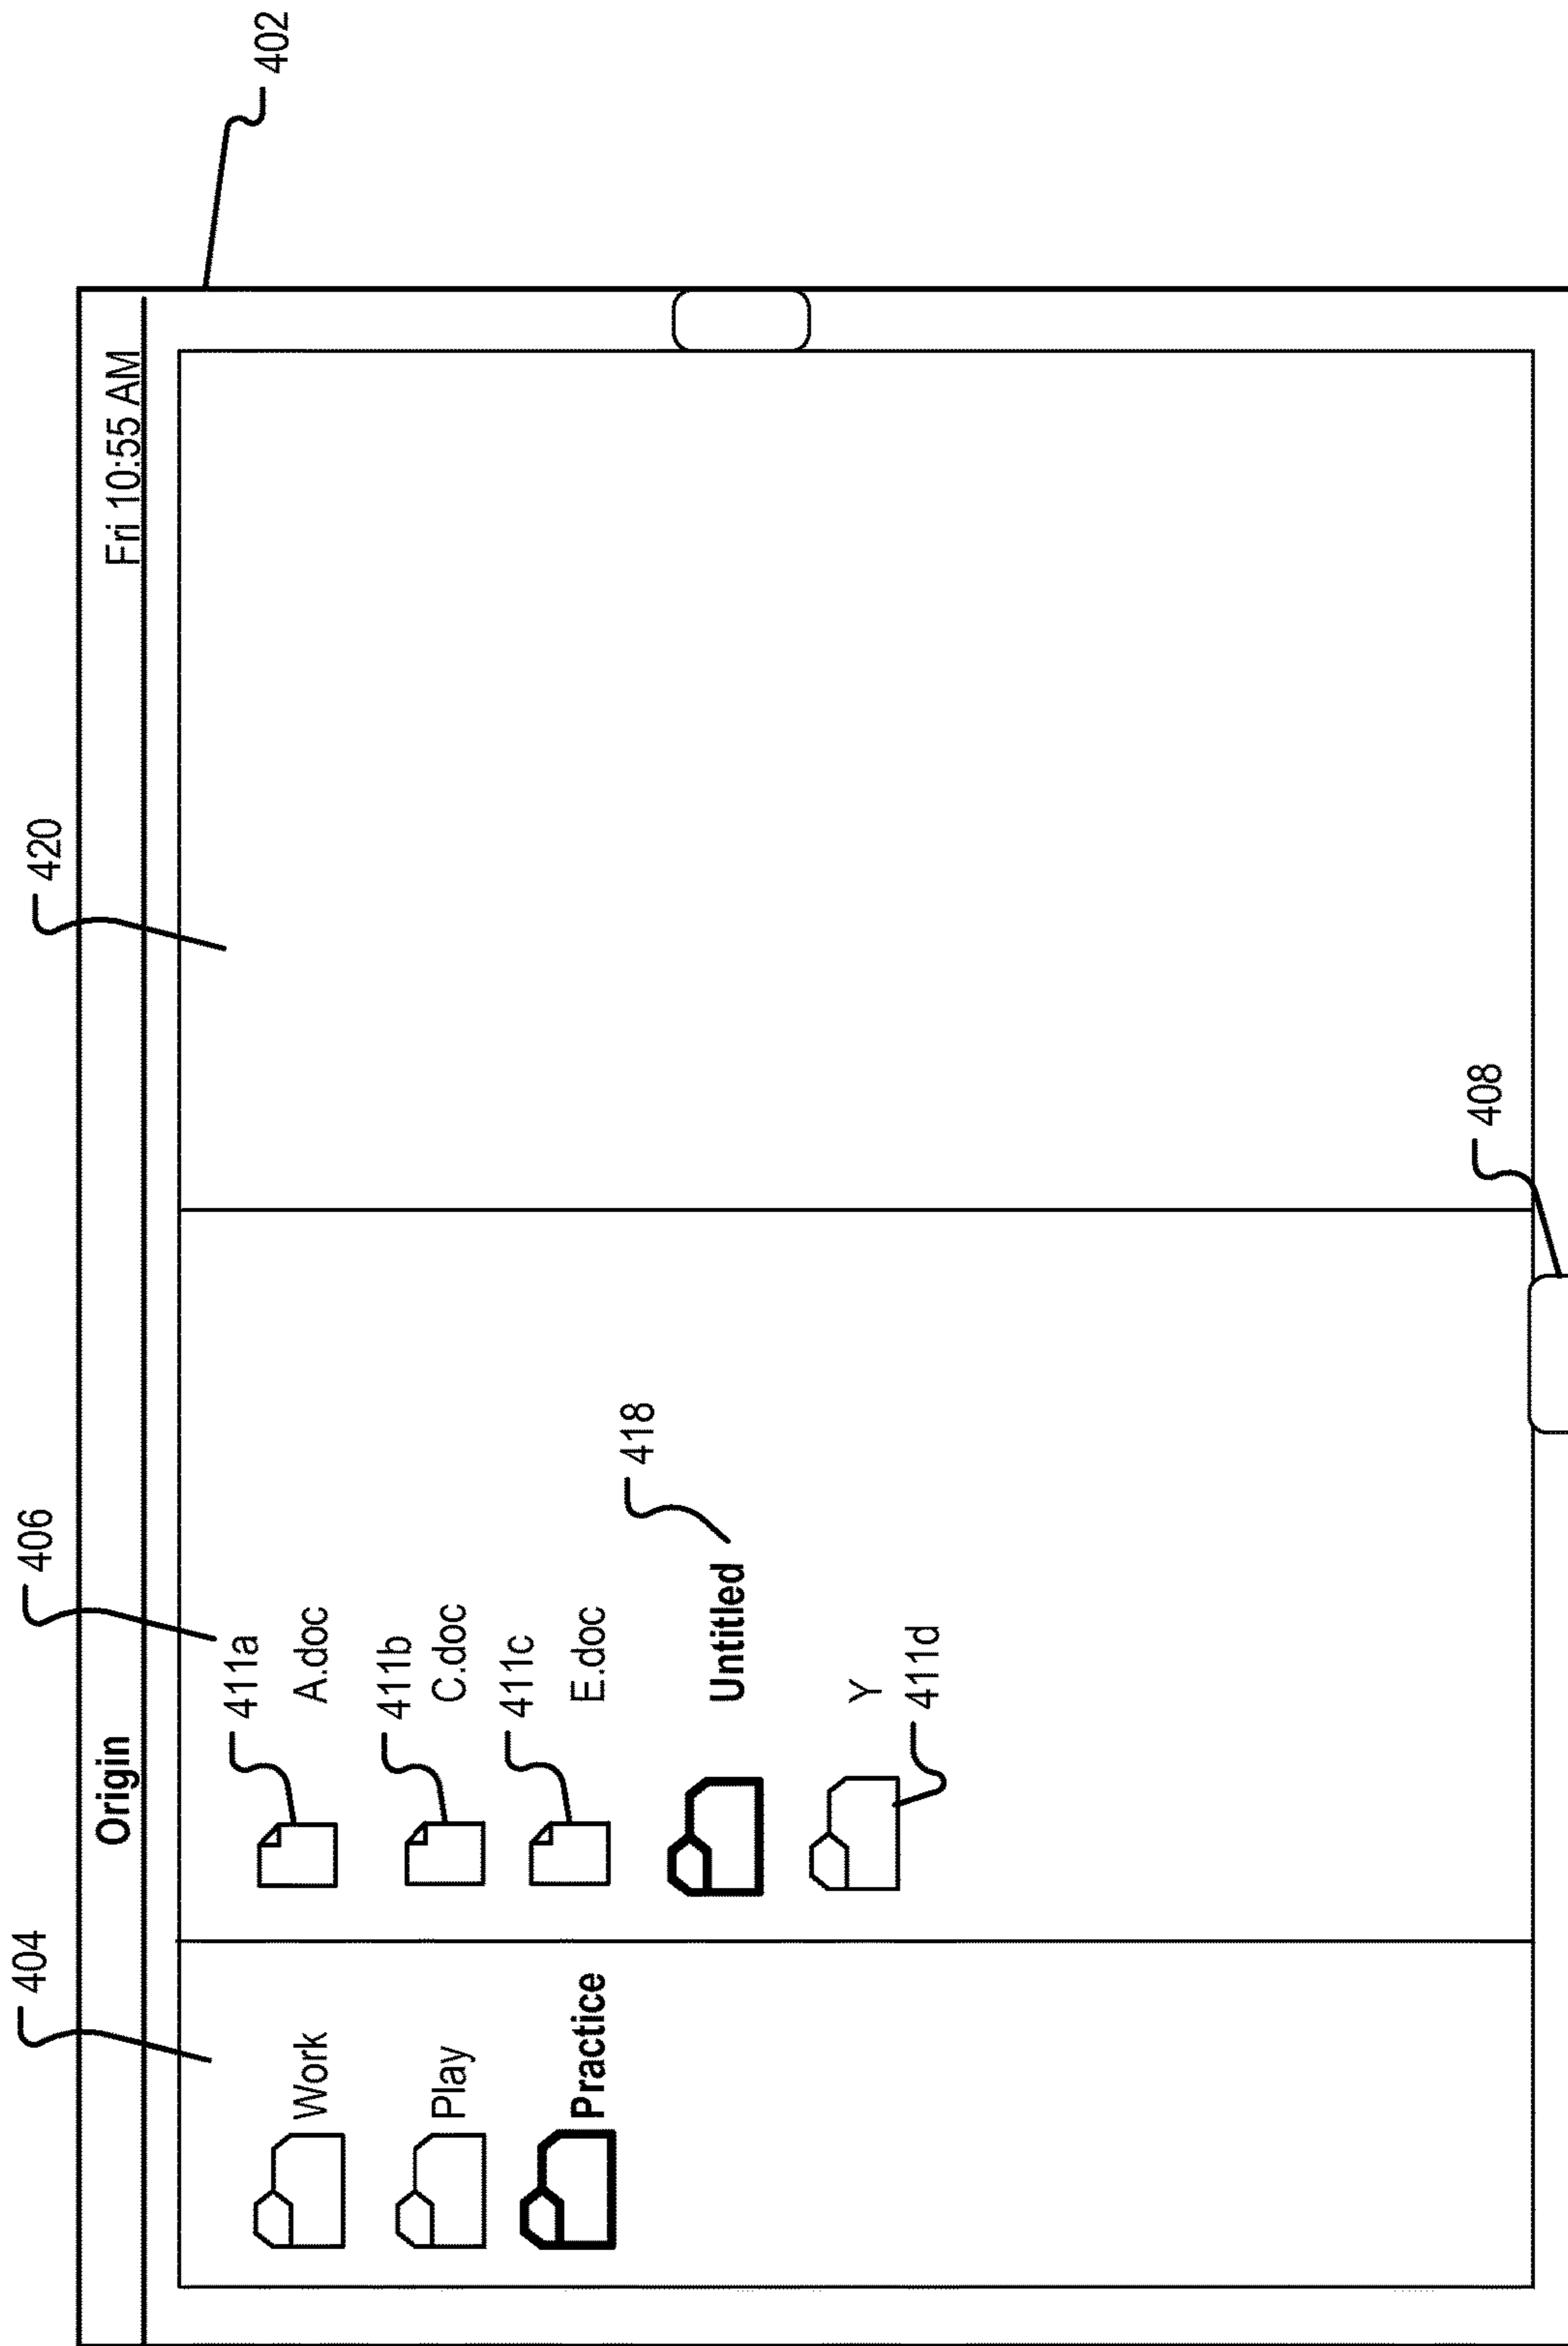 402
420
406
404
Origin
Fri 10:55 AM
411a
Work
A.doc
411b
Play
C.doc
411c
Practice
E.doc
418
Untitled
Y
411d
408